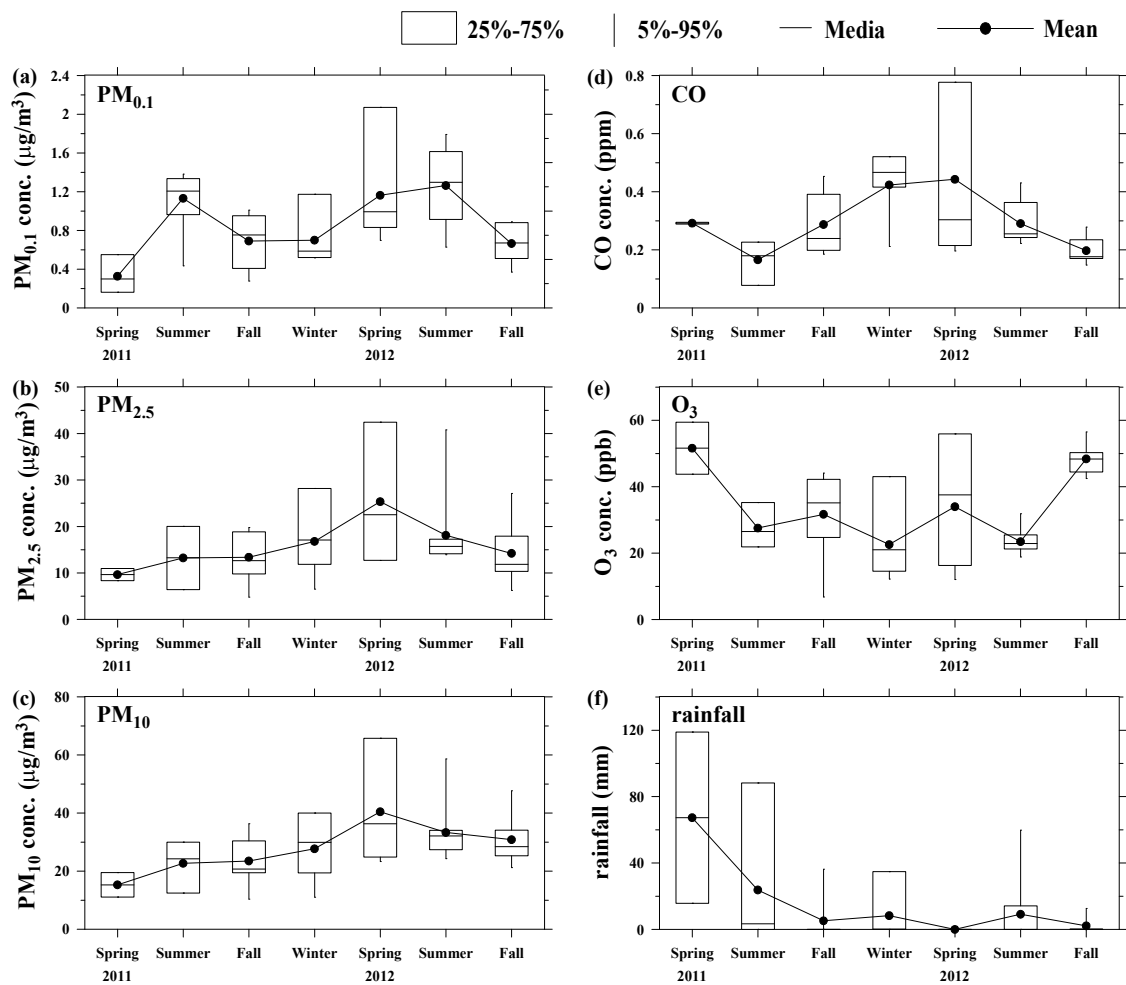 25%-75% 5%-95% Media Mean
(a) PM0.1
PM0.1 conc. (μg/m³)
2.4
2
1.6
1.2
0.8
0.4
0
Spring Summer Fall Winter Spring Summer Fall
2011 2012
(d) CO
CO conc. (ppm)
0.8
0.6
0.4
0.2
0
Spring Summer Fall Winter Spring Summer Fall
2011 2012
(b) PM2.5
PM2.5 conc. (μg/m³)
50
40
30
20
10
0
Spring Summer Fall Winter Spring Summer Fall
2011 2012
(e) O3
O3 conc. (ppb)
60
40
20
0
Spring Summer Fall Winter Spring Summer Fall
2011 2012
(c) PM10
PM10 conc. (μg/m³)
80
60
40
20
0
Spring Summer Fall Winter Spring Summer Fall
2011 2012
(f) rainfall
rainfall (mm)
120
80
40
0
Spring Summer Fall Winter Spring Summer Fall
2011 2012